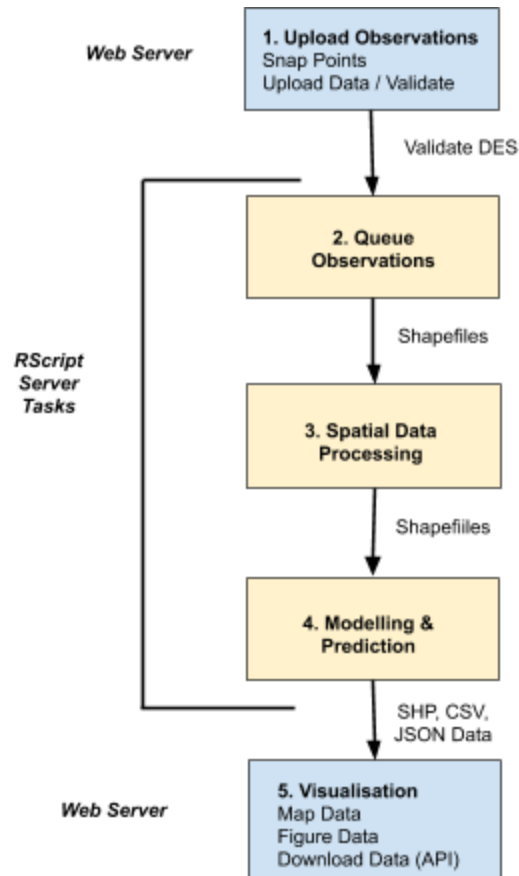 Web Server
1. Upload Observations
Snap Points
Upload Data / Validate
Validate DES
2. Queue
Observations
Shapefiles
RScript
Server
Tasks
3. Spatial Data
Processing
Shapefiiles
4. Modelling &
Prediction
SHP, CSV,
JSON Data
Web Server
5. Visualisation
Map Data
Figure Data
Download Data (API)